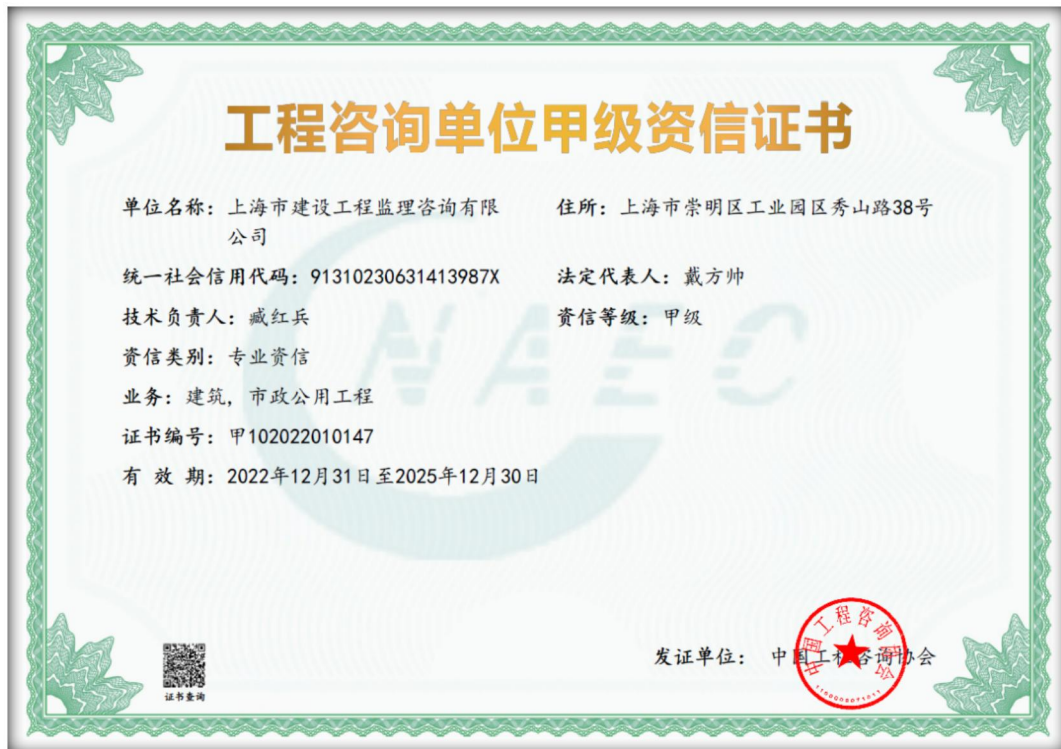 工程咨询单位甲级资信证书
单位名称：上海市建设工程监理咨询有限公司
住所：上海市崇明区工业园区秀山路38号
统一社会信用代码：91310230631413987X
法定代表人：戴方帅
技术负责人：臧红兵
资信等级：甲级
资信类别：专业资信
业务：建筑，市政公用工程
证书编号：甲102022010147
有效期：2022年12月31日至2025年12月30日
CNAEC
证书查询
发证单位：中国工程咨询协会
中国工程咨询协会